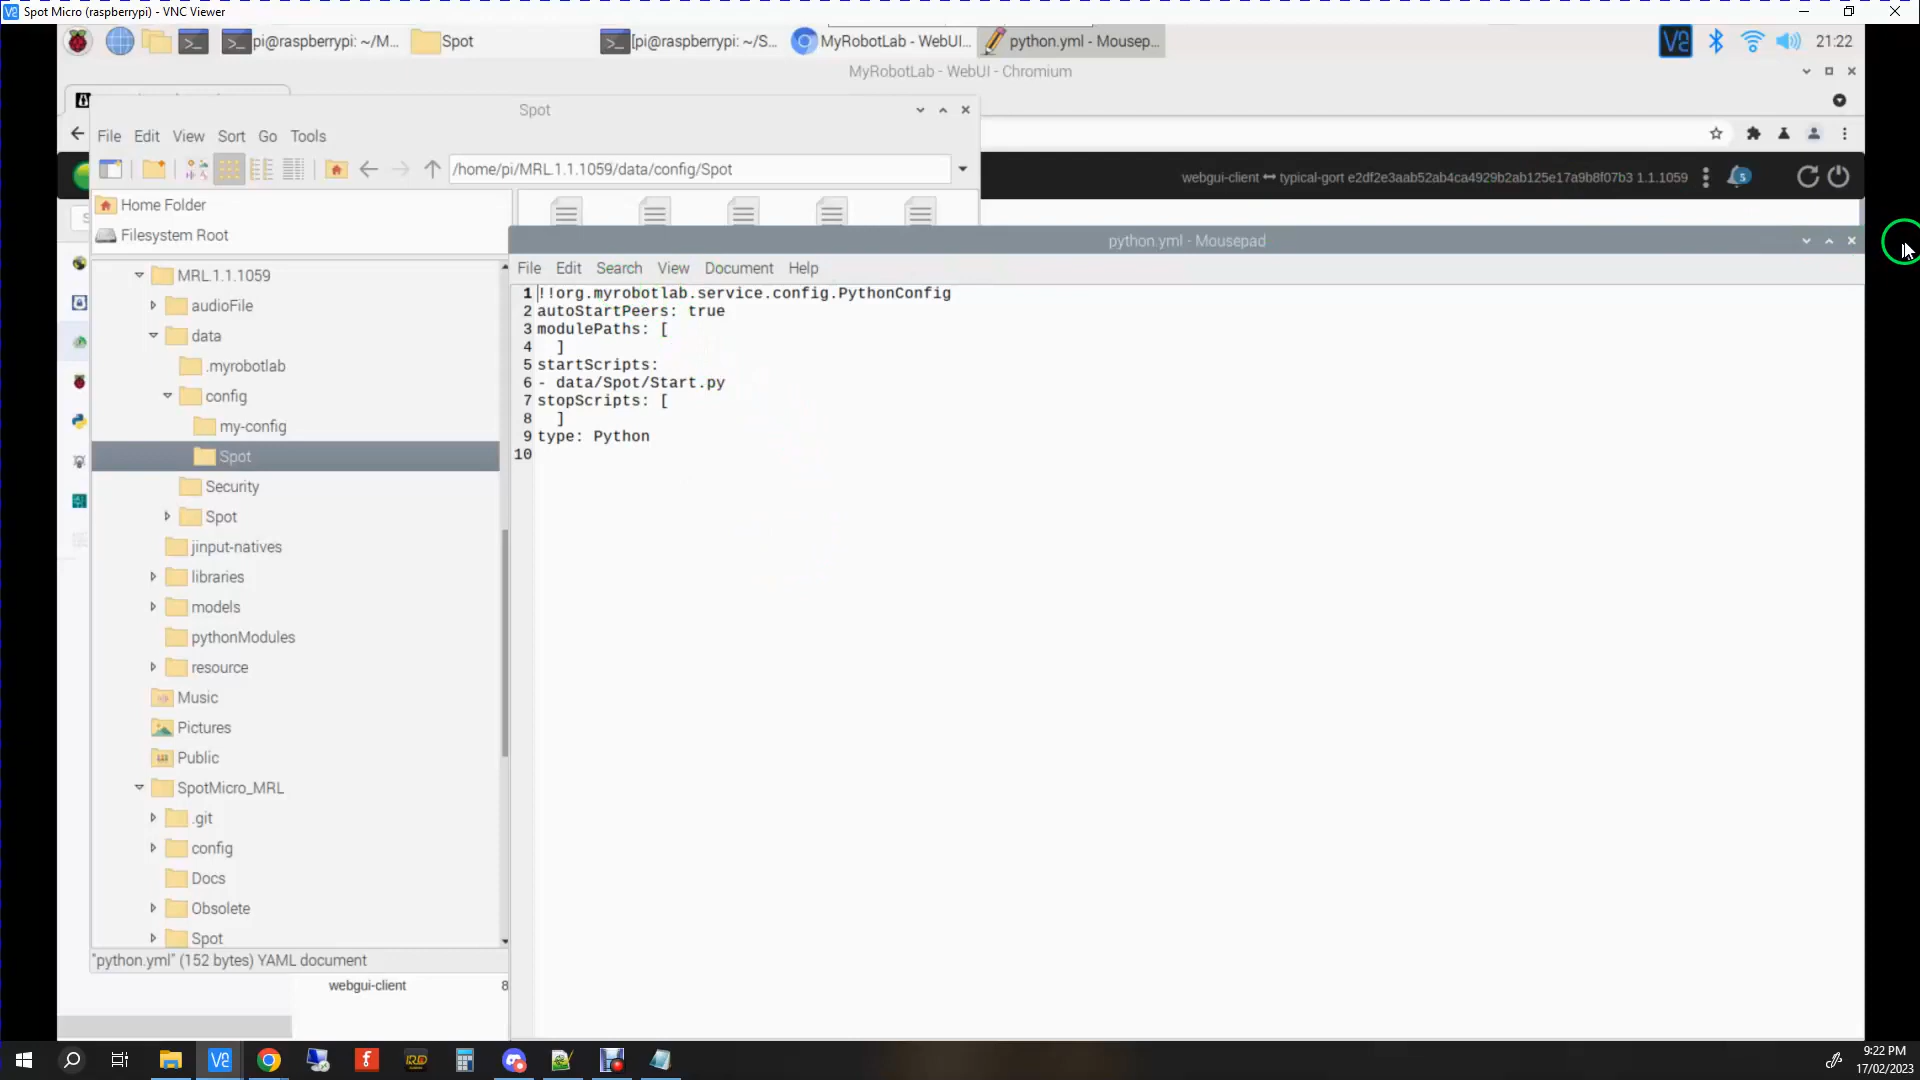 Spot Micro (raspberrypi) - VNC Viewer
pi@raspberrypi: ~/M...
Spot
[pi@raspberrypi: ~/S...
MyRobotLab - WebUI...
python.yml - Mousep...
21:22
MyRobotLab - WebUI - Chromium
Spot
File Edit View Sort Go Tools
/home/pi/MRL.1.1.1059/data/config/Spot
webgui-client ⟷ typical-gort e2df2e3aab52ab4ca4929b2ab125e17a9b8f07b3 1.1.1059
5
Home Folder
Filesystem Root
MRL.1.1.1059
audioFile
data
.myrobotlab
config
my-config
Spot
Security
Spot
jinput-natives
libraries
models
pythonModules
resource
Music
Pictures
Public
SpotMicro_MRL
.git
config
Docs
Obsolete
Spot
"python.yml" (152 bytes) YAML document
webgui-client 8
python.yml - Mousepad
File Edit Search View Document Help
1 !!org.myrobotlab.service.config.PythonConfig
2 autoStartPeers: true
3 modulePaths: [
4 ]
5 startScripts:
6 - data/Spot/Start.py
7 stopScripts: [
8 ]
9 type: Python
10
9:22 PM
17/02/2023